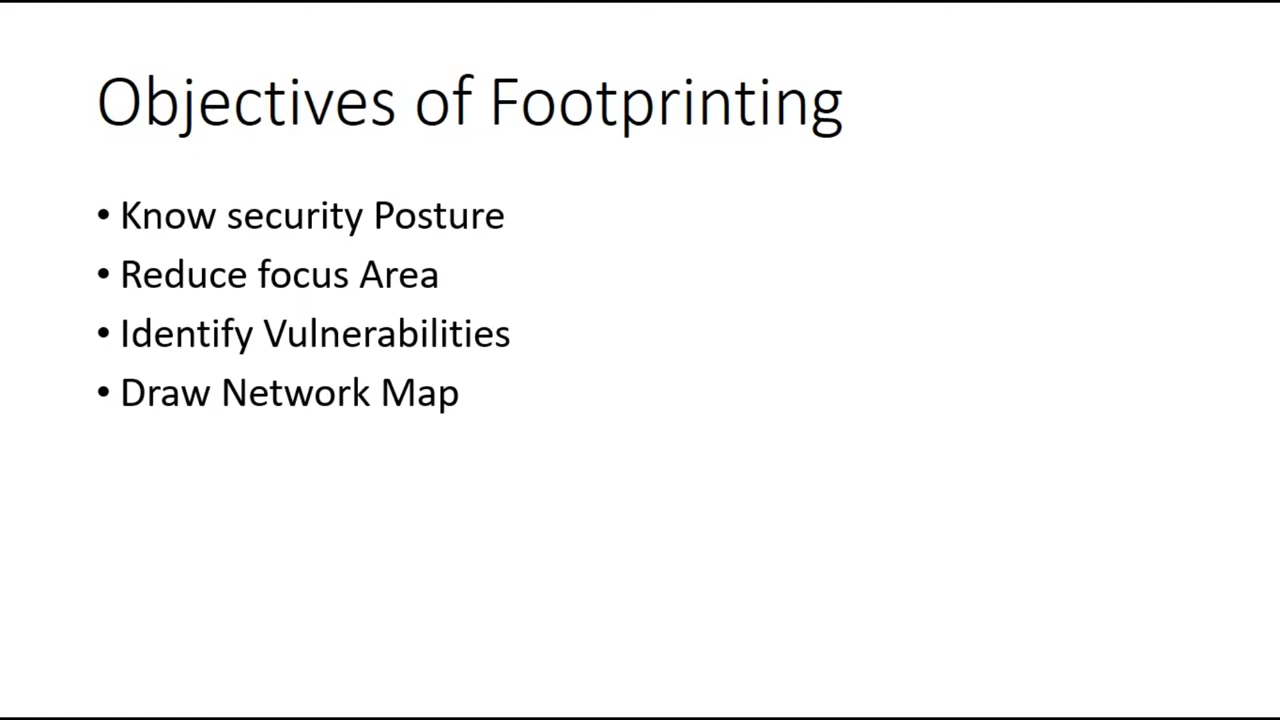 Objectives of Footprinting
• Know security Posture
• Reduce focus Area
• Identify Vulnerabilities
• Draw Network Map